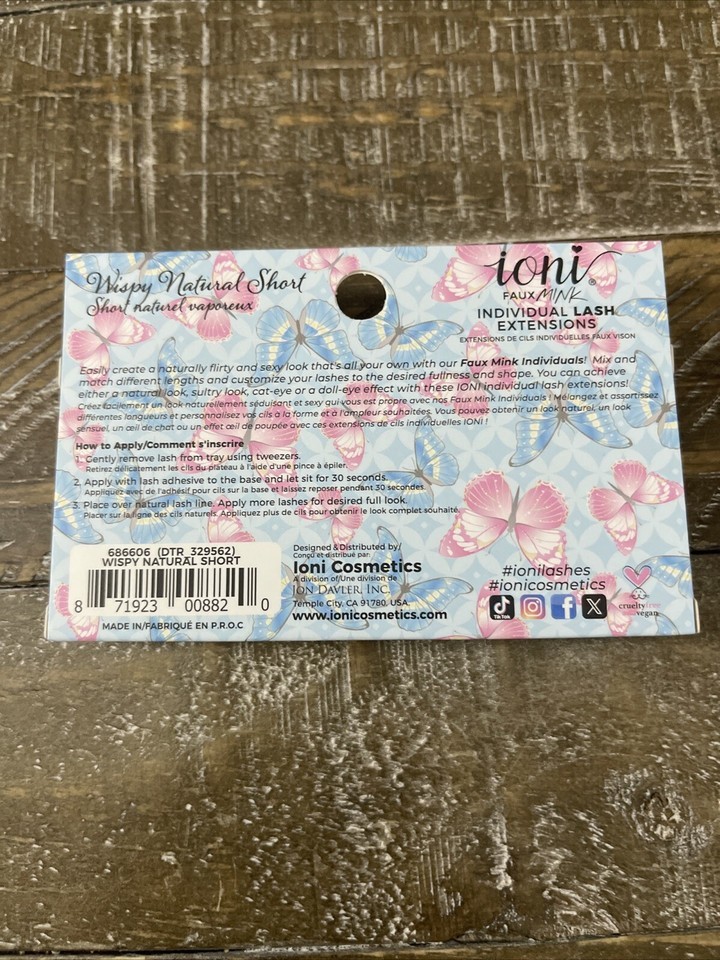 Wispy Natural Short
Short naturel vaporeux
ioni®
FAUX MINK
INDIVIDUAL LASH
EXTENSIONS
EXTENSIONS DE CILS INDIVIDUELLES FAUX VISON
Easily create a naturally flirty and sexy look that's all your own with our Faux Mink Individuals! Mix and
match different lengths and customize your lashes to the desired fullness and shape. You can achieve
either a natural look, sultry look, cat-eye or a doll-eye effect with these IONI individual lash extensions!
Créez facilement un look naturellement séduisant et sexy qui vous est propre avec nos Faux Mink Individuals ! Mélangez et assortissez
différentes longueurs et personnalisez vos cils à la forme et à l'ampleur souhaitées. Vous pouvez obtenir un look naturel, un look
sensuel, un œil de chat ou un effet œil de poupée avec ces extensions de cils individuelles IONI !
How to Apply/Comment s'inscrire
1. Gently remove lash from tray using tweezers.
Retirez délicatement les cils du plateau à l'aide d'une pince à épiler.
2. Apply with lash adhesive to the base and let sit for 30 seconds.
Appliquez avec de l'adhésif pour cils sur la base et laissez reposer pendant 30 secondes.
3. Place over natural lash line. Apply more lashes for desired full look.
Placer sur la ligne des cils naturels. Appliquez plus de cils pour obtenir le look complet souhaité.
686606 (DTR_329562)
WISPY NATURAL SHORT
8 71923 00882 0
MADE IN/FABRIQUÉ EN P.R.O.C
Designed & Distributed by/
Conçu et distribué par:
Ioni Cosmetics
A division of/Une division de
JON DAVLER, INC.
Temple City, CA 91780, USA
www.ionicosmetics.com
#ionilashes
#ionicosmetics
TikTok
crueltyfree
vegan